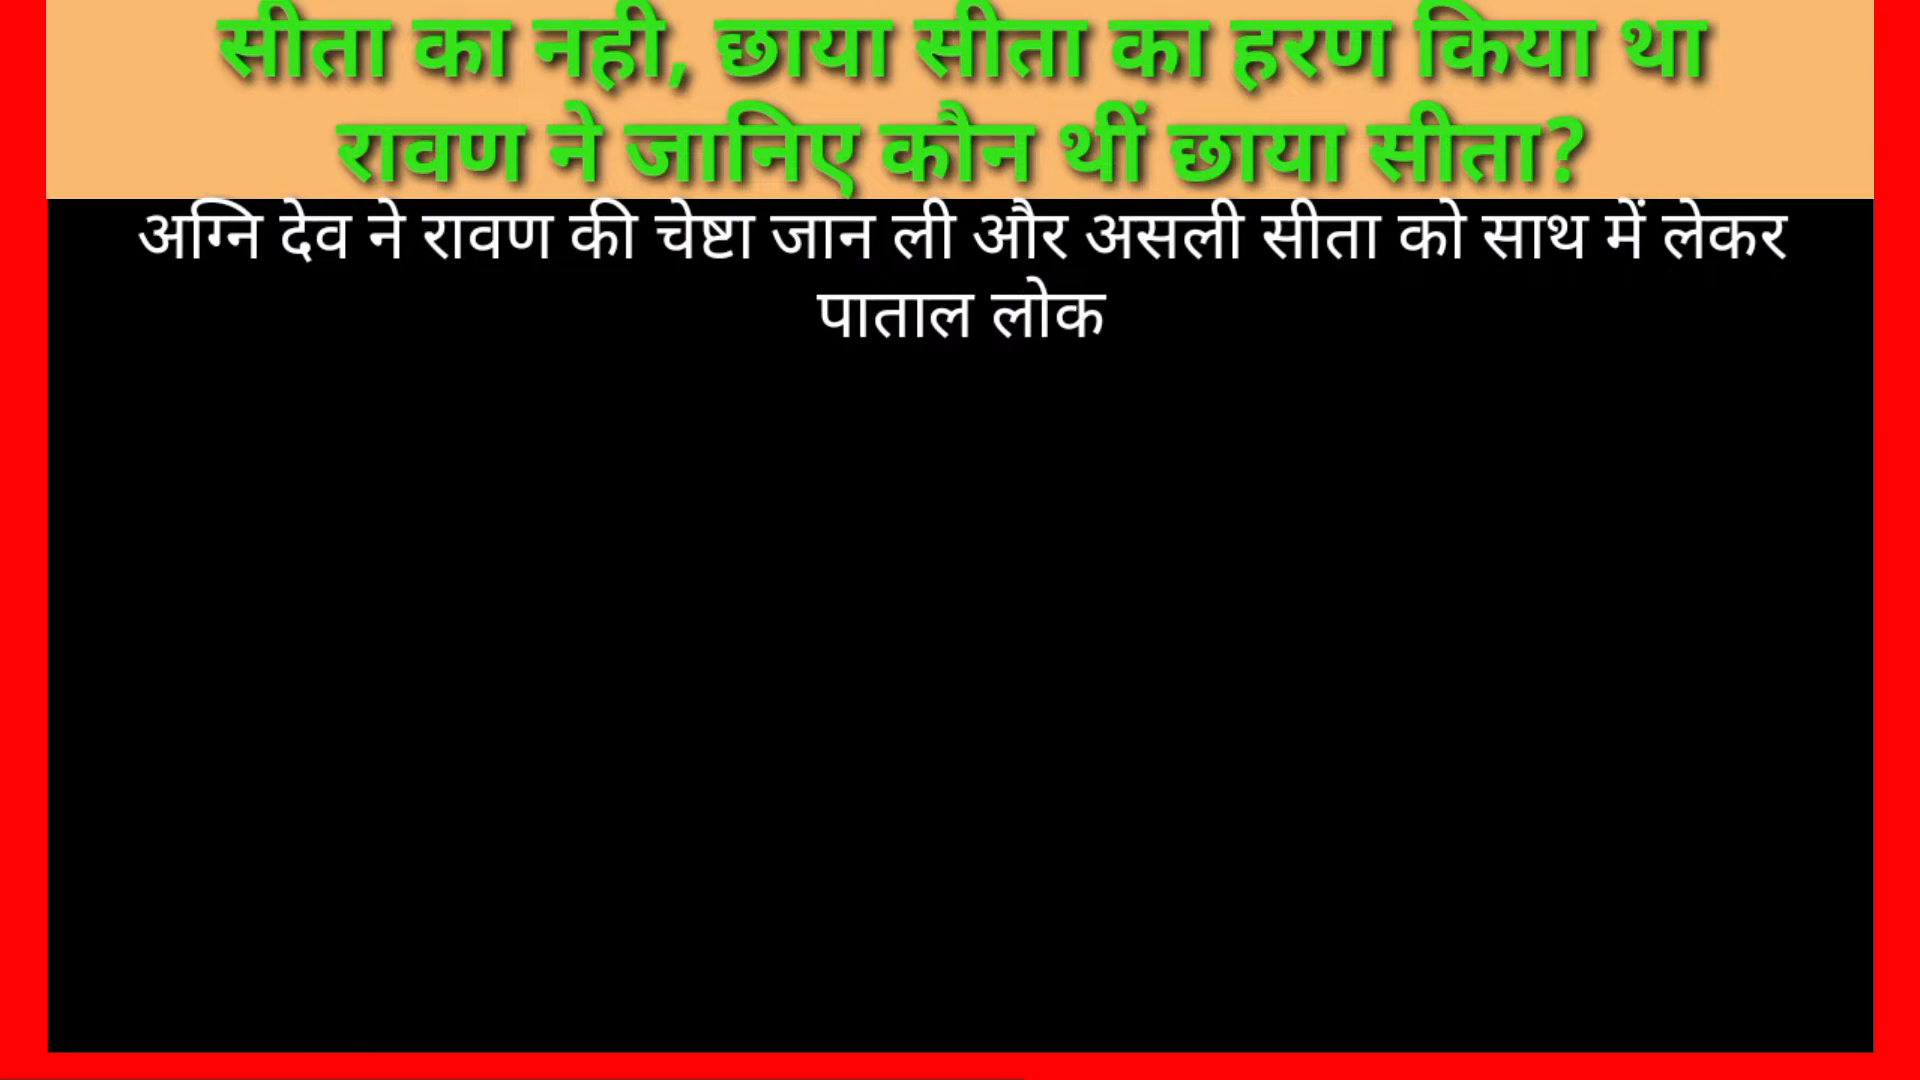 सीता का नही, छाया सीता का हरण किया था
रावण ने जानिए कौन थीं छाया सीता?
अग्नि देव ने रावण की चेष्टा जान ली और असली सीता को साथ में लेकर
पाताल लोक